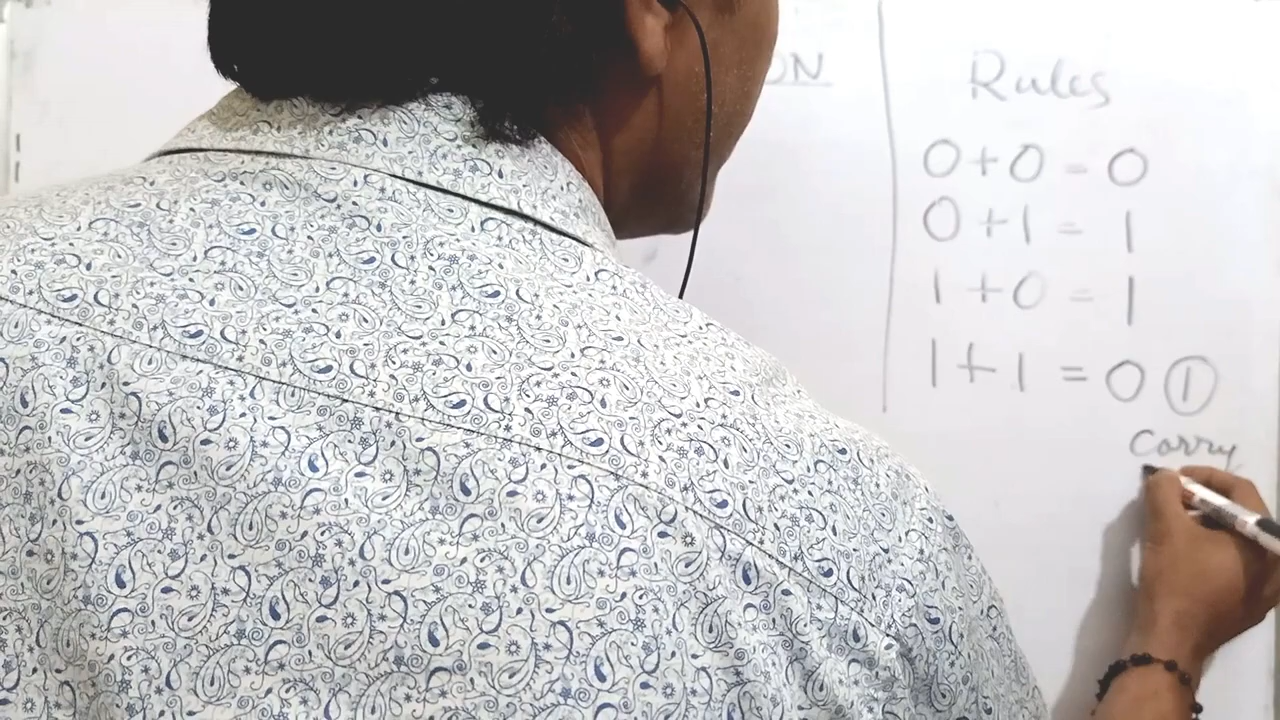 ON
Rules
0+0 = 0
0+1 = 1
1+0 = 1
1+1 = 0 1
Carry